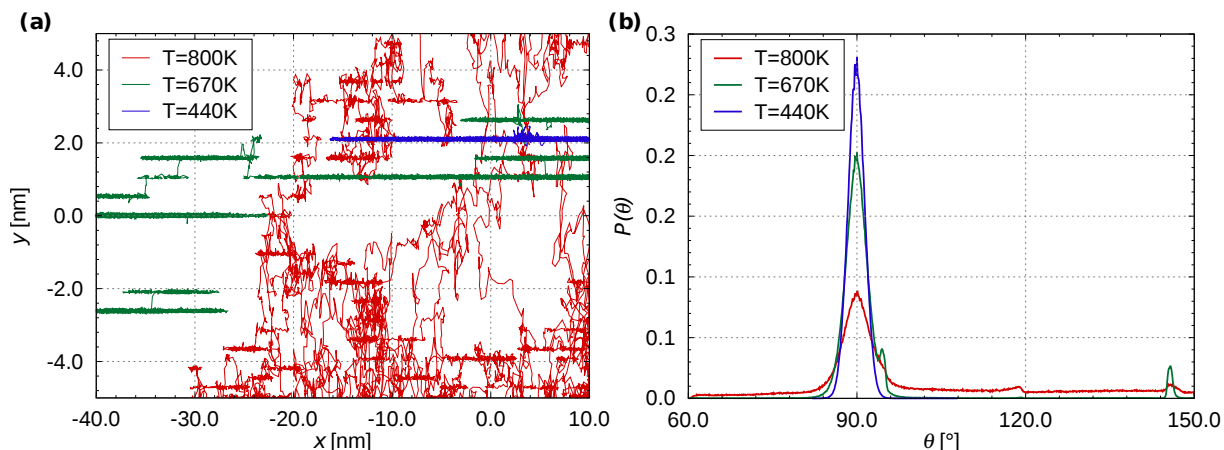 (a)
T=800K
T=670K
T=440K
4.0
2.0
0.0
-2.0
-4.0
y [nm]
-40.0 -30.0 -20.0 -10.0 0.0 10.0
x [nm]
(b)
T=800K
T=670K
T=440K
0.3
0.2
0.2
0.2
0.1
0.1
0.0
P(θ)
60.0 90.0 120.0 150.0
θ [°]